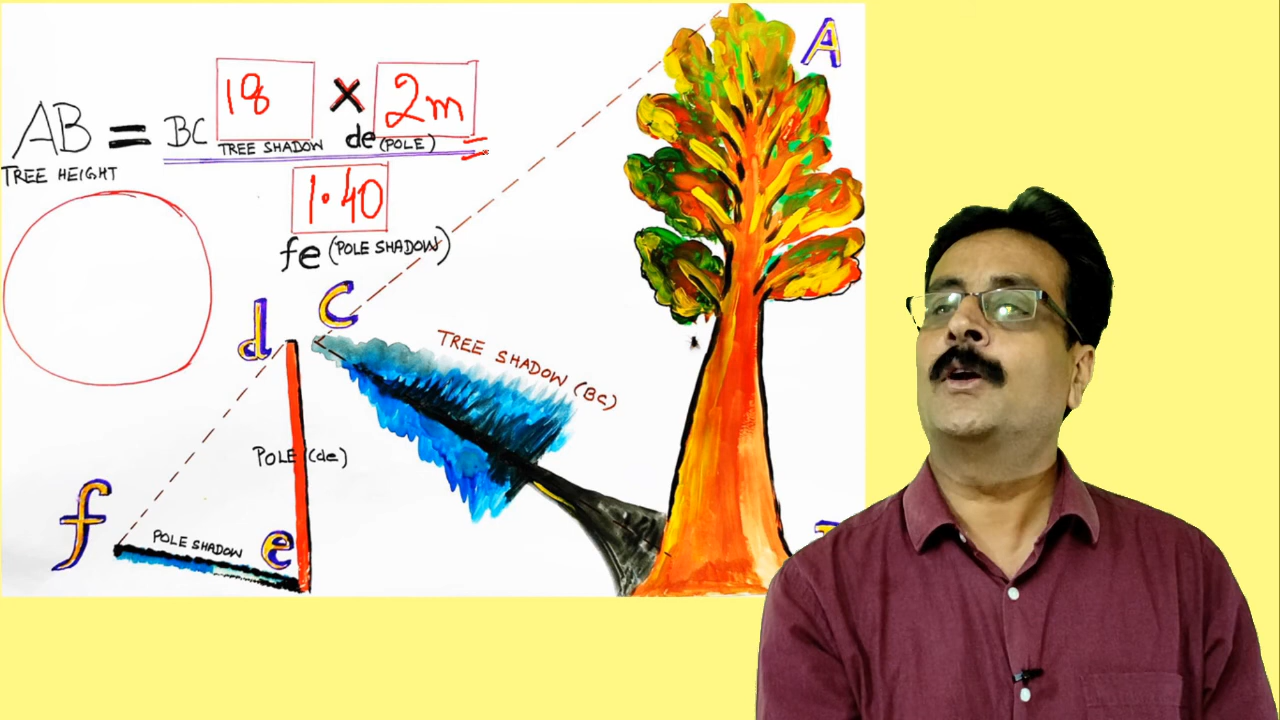 A
AB = BC 18 × 2m =
TREE SHADOW de (POLE)
TREE HEIGHT
1.40
fe (POLE SHADOW)
d C
TREE SHADOW (BC)
POLE (de)
f
POLE SHADOW e